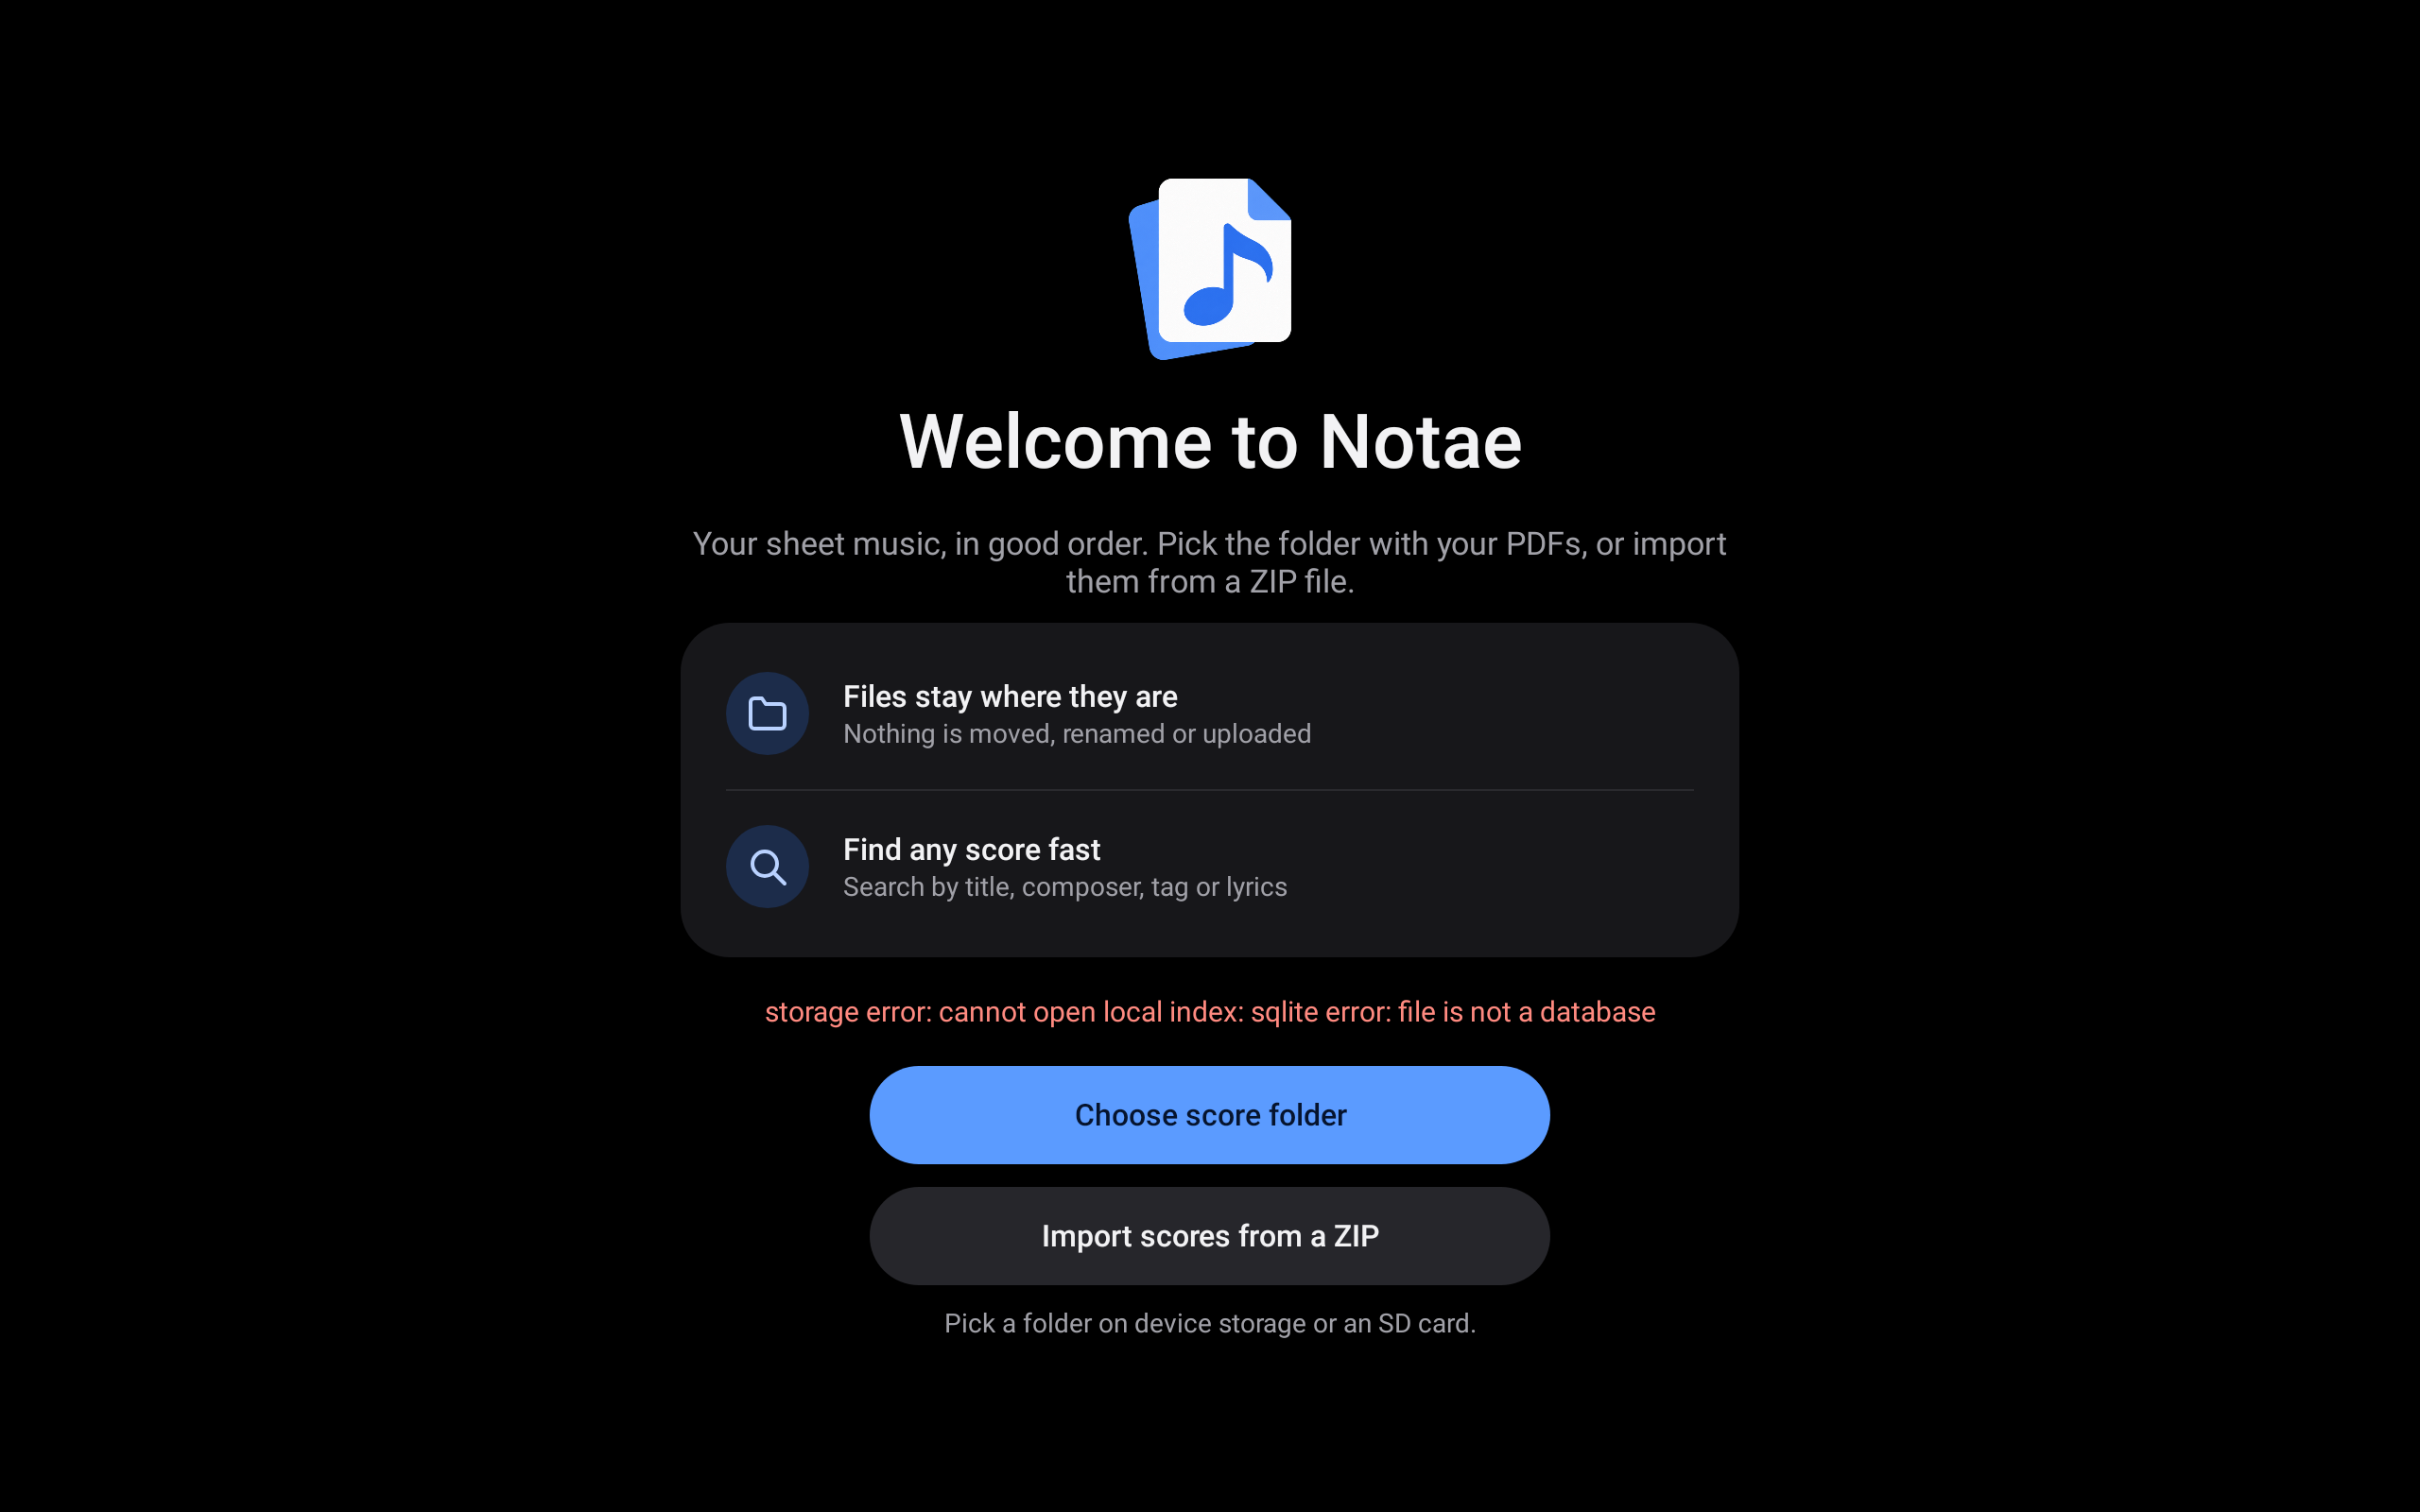 Welcome to Notae
Your sheet music, in good order. Pick the folder with your PDFs, or import
them from a ZIP file.
Files stay where they are
Nothing is moved, renamed or uploaded
Find any score fast
Search by title, composer, tag or lyrics
storage error: cannot open local index: sqlite error: file is not a database
Choose score folder
Import scores from a ZIP
Pick a folder on device storage or an SD card.